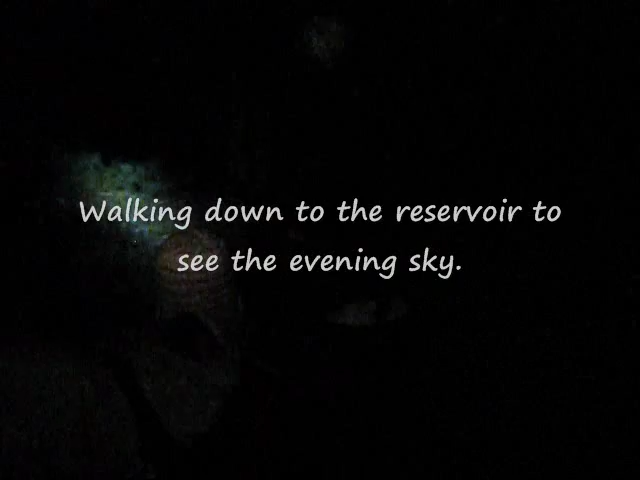 Walking down to the reservoir to
see the evening sky.